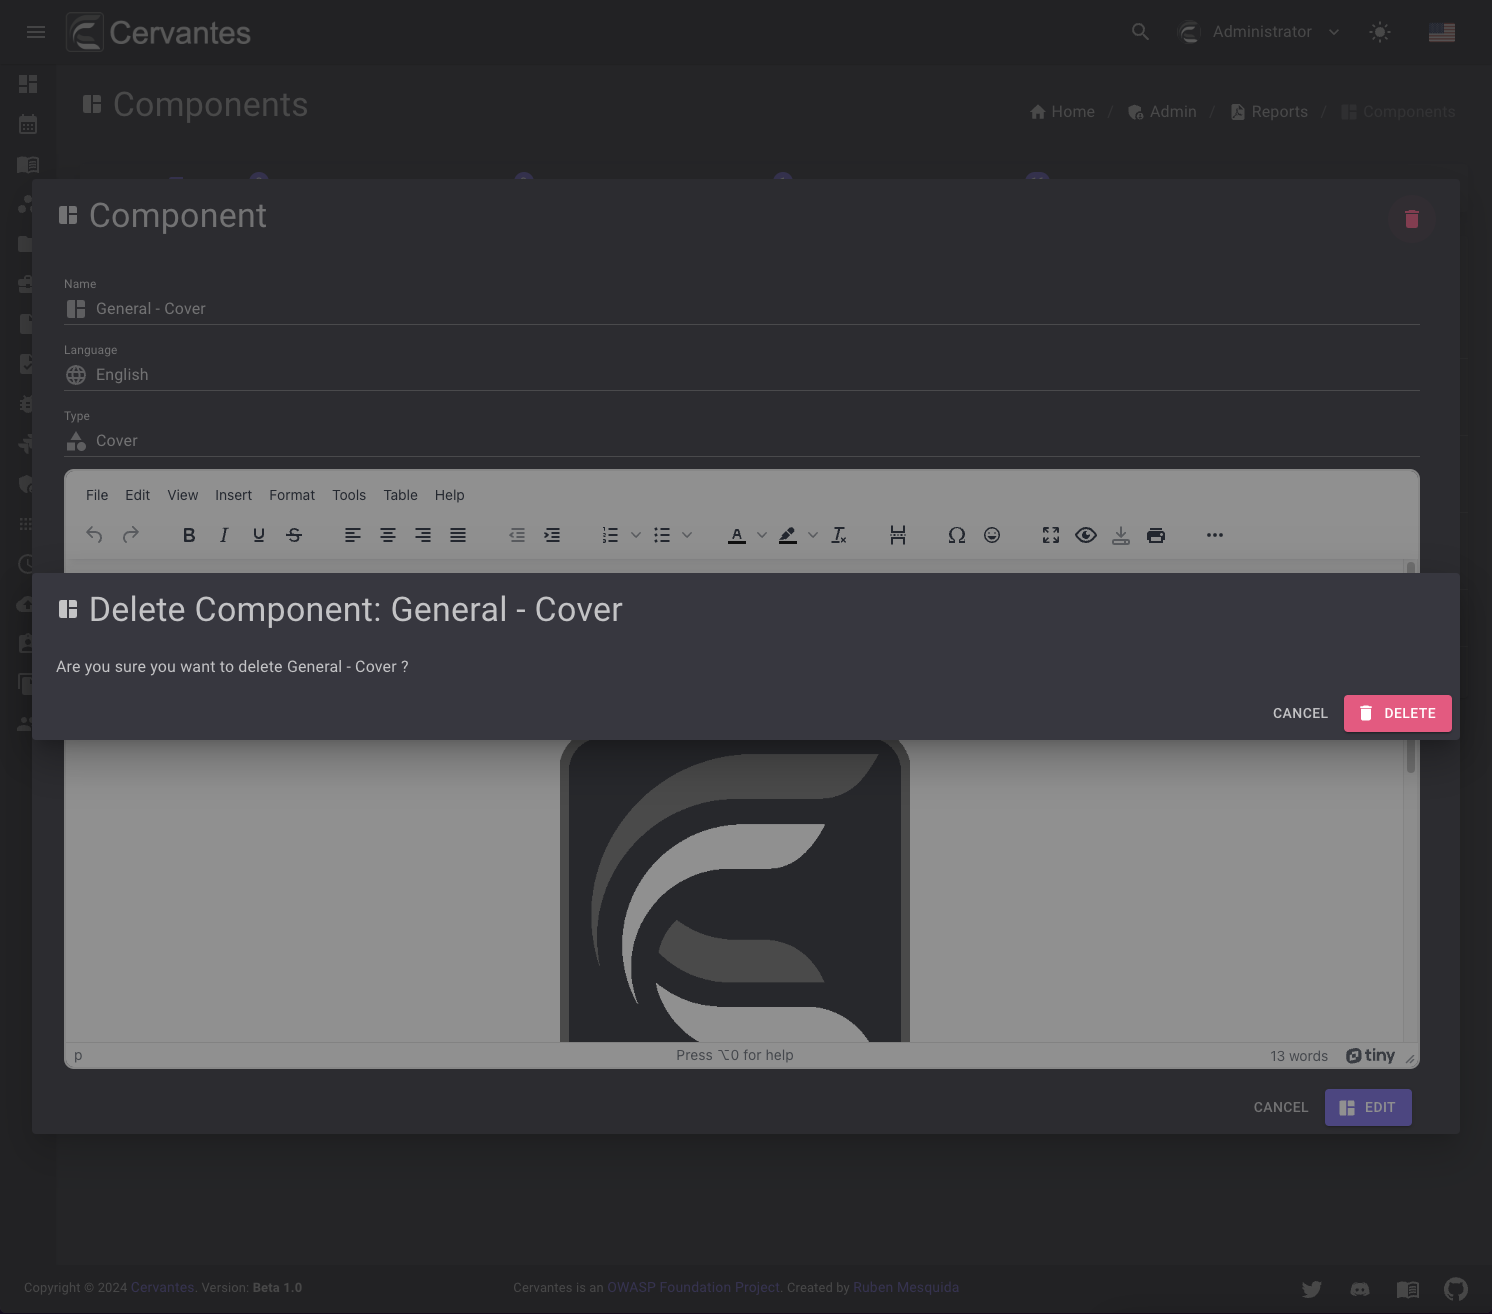 Cervantes
Administrator
Components
Home / Admin / Reports / Components
Component
Name
General - Cover
Language
English
Type
Cover
File Edit View Insert Format Tools Table Help
Delete Component: General - Cover
Are you sure you want to delete General - Cover ?
CANCEL DELETE
p Press ⌥0 for help 13 words tiny
CANCEL EDIT
Copyright © 2024 Cervantes. Version: Beta 1.0 Cervantes is an OWASP Foundation Project. Created by Ruben Mesquida